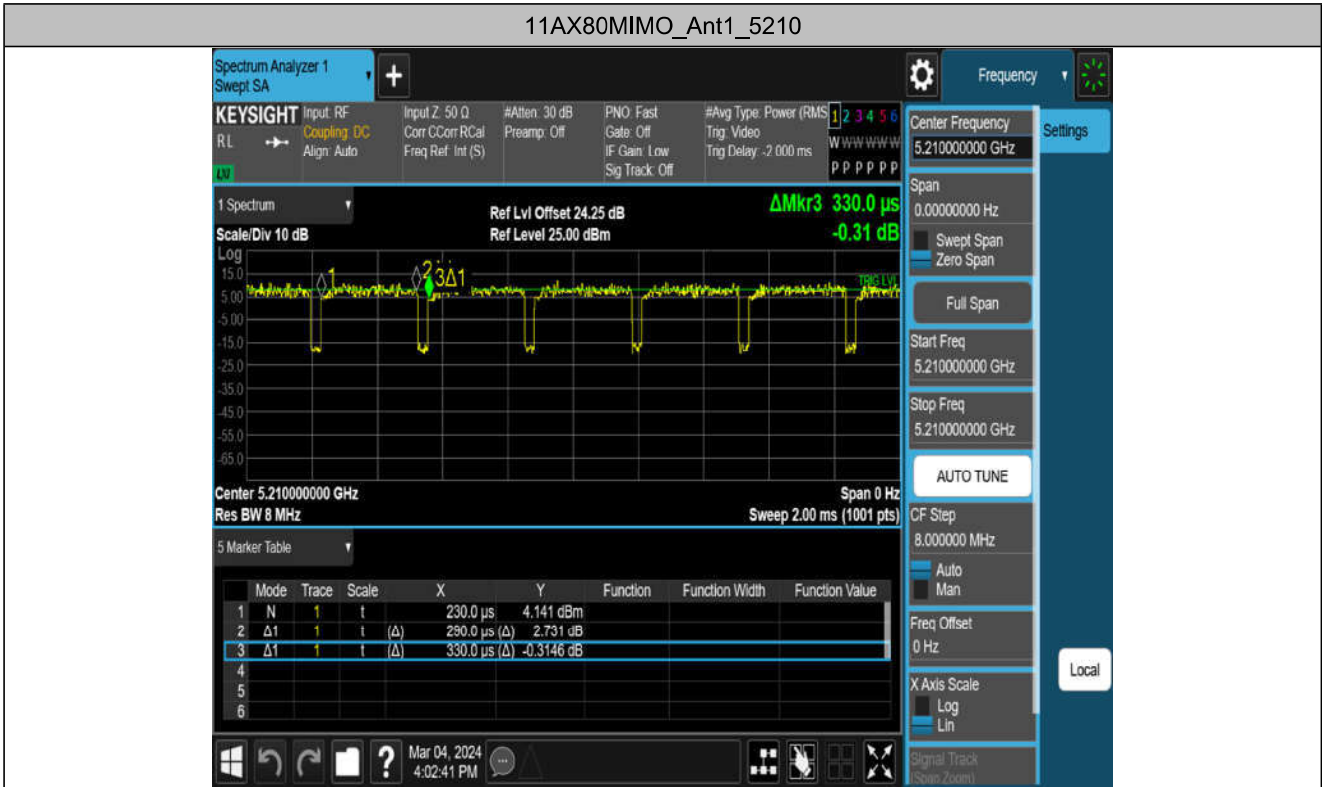 11AX80MIMO_Ant1_5210
Spectrum Analyzer 1
Swept SA
+
Frequency
KEYSIGHT
RL
LXI
Input: RF
Coupling: DC
Align: Auto
Input Z: 50 Ω
Corr CCorr RCal
Freq Ref: Int (S)
#Atten: 30 dB
Preamp: Off
PNO: Fast
Gate: Off
IF Gain: Low
Sig Track: Off
#Avg Type: Power (RMS
Trig: Video
Trig Delay: -2.000 ms
1 2 3 4 5 6
W W W W W W
P P P P P P
1 Spectrum
Scale/Div 10 dB
Ref Lvl Offset 24.25 dB
Ref Level 25.00 dBm
ΔMkr3 330.0 µs
-0.31 dB
Log
15.0
5.00
-5.00
-15.0
-25.0
-35.0
-45.0
-55.0
-65.0
1
2
3Δ1
TRIG LVL
Center 5.210000000 GHz
Res BW 8 MHz
Span 0 Hz
Sweep 2.00 ms (1001 pts)
5 Marker Table
Mode Trace Scale X Y Function Function Width Function Value
1 N 1 t 230.0 µs 4.141 dBm
2 Δ1 1 t (Δ) 290.0 µs (Δ) 2.731 dB
3 Δ1 1 t (Δ) 330.0 µs (Δ) -0.3146 dB
4
5
6
?
Mar 04, 2024
4:02:41 PM
Center Frequency
5.210000000 GHz
Settings
Span
0.00000000 Hz
Swept Span
Zero Span
Full Span
Start Freq
5.210000000 GHz
Stop Freq
5.210000000 GHz
AUTO TUNE
CF Step
8.000000 MHz
Auto
Man
Freq Offset
0 Hz
X Axis Scale
Log
Lin
Local
Signal Track
(Span Zoom)